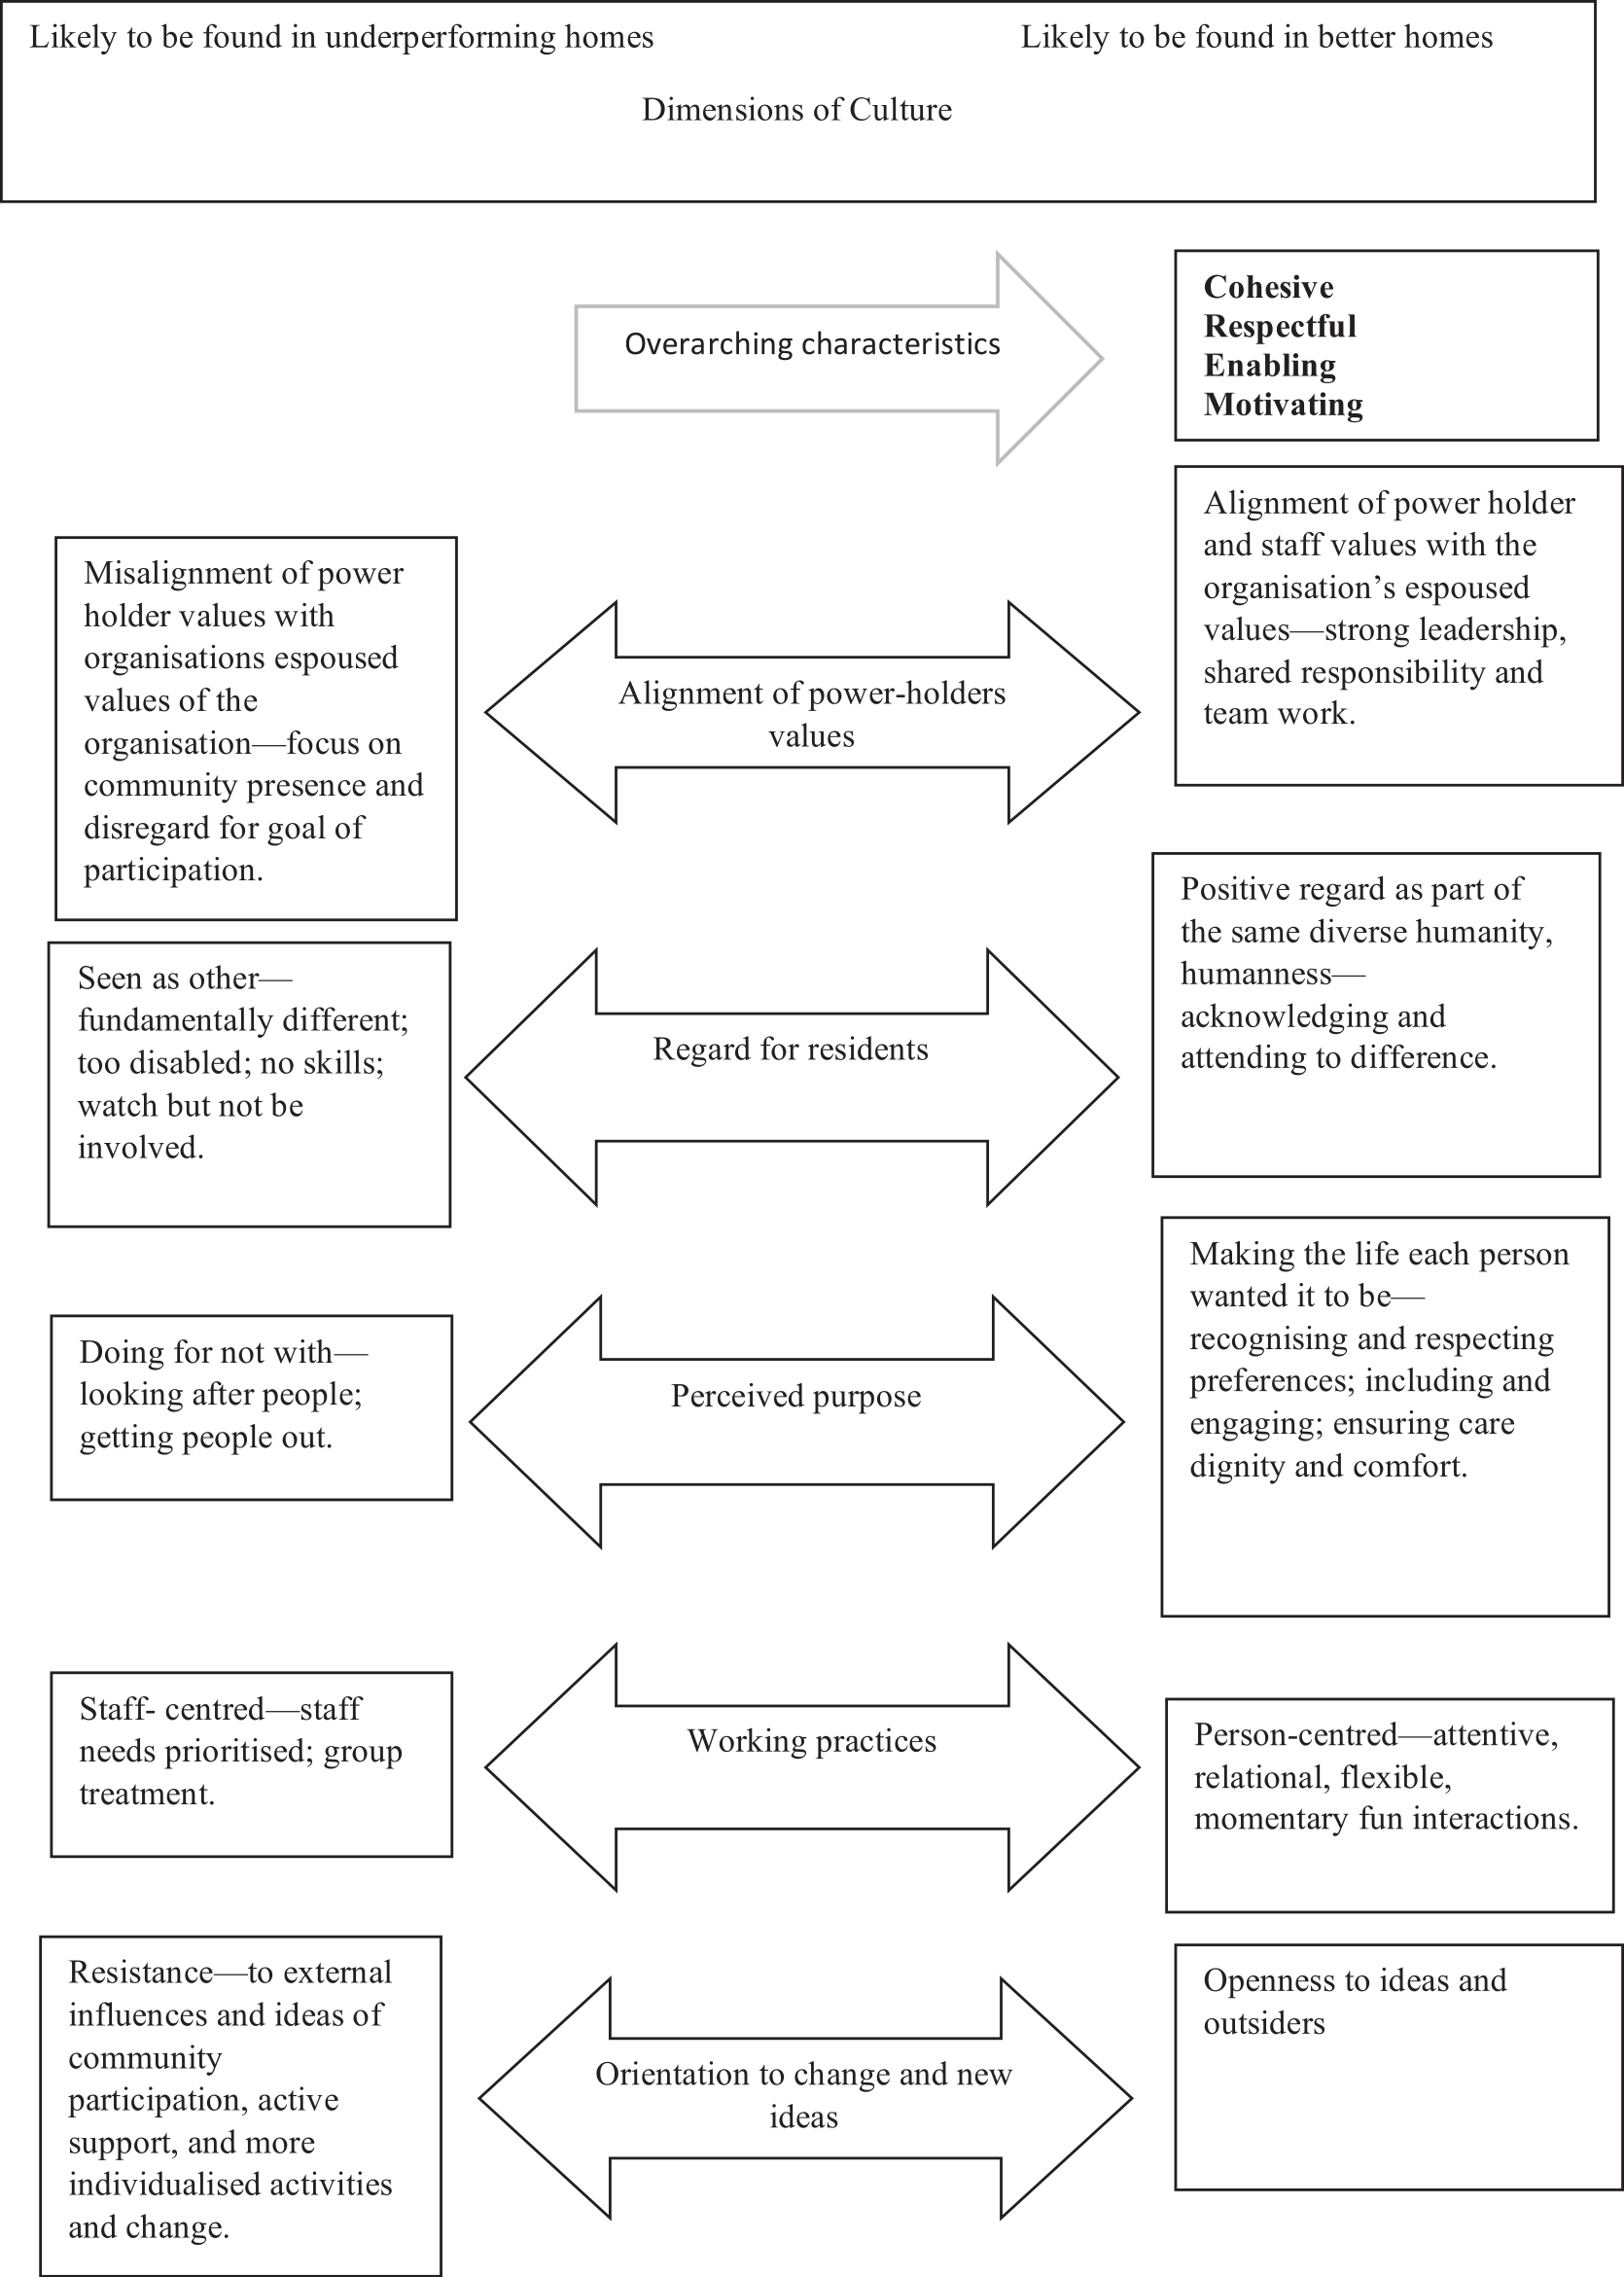 Likely to be found in underperforming homes
Likely to be found in better homes
Dimensions of Culture
Overarching characteristics
Cohesive
Respectful
Enabling
Motivating
Misalignment of power
holder values with
organisations espoused
values of the
organisation—focus on
community presence and
disregard for goal of
participation.
Alignment of power-holders
values
Alignment of power holder
and staff values with the
organisation’s espoused
values—strong leadership,
shared responsibility and
team work.
Seen as other—
fundamentally different;
too disabled; no skills;
watch but not be
involved.
Regard for residents
Positive regard as part of
the same diverse humanity,
humanness—
acknowledging and
attending to difference.
Doing for not with—
looking after people;
getting people out.
Perceived purpose
Making the life each person
wanted it to be—
recognising and respecting
preferences; including and
engaging; ensuring care
dignity and comfort.
Staff- centred—staff
needs prioritised; group
treatment.
Working practices
Person-centred—attentive,
relational, flexible,
momentary fun interactions.
Resistance—to external
influences and ideas of
community
participation, active
support, and more
individualised activities
and change.
Orientation to change and new
ideas
Openness to ideas and
outsiders